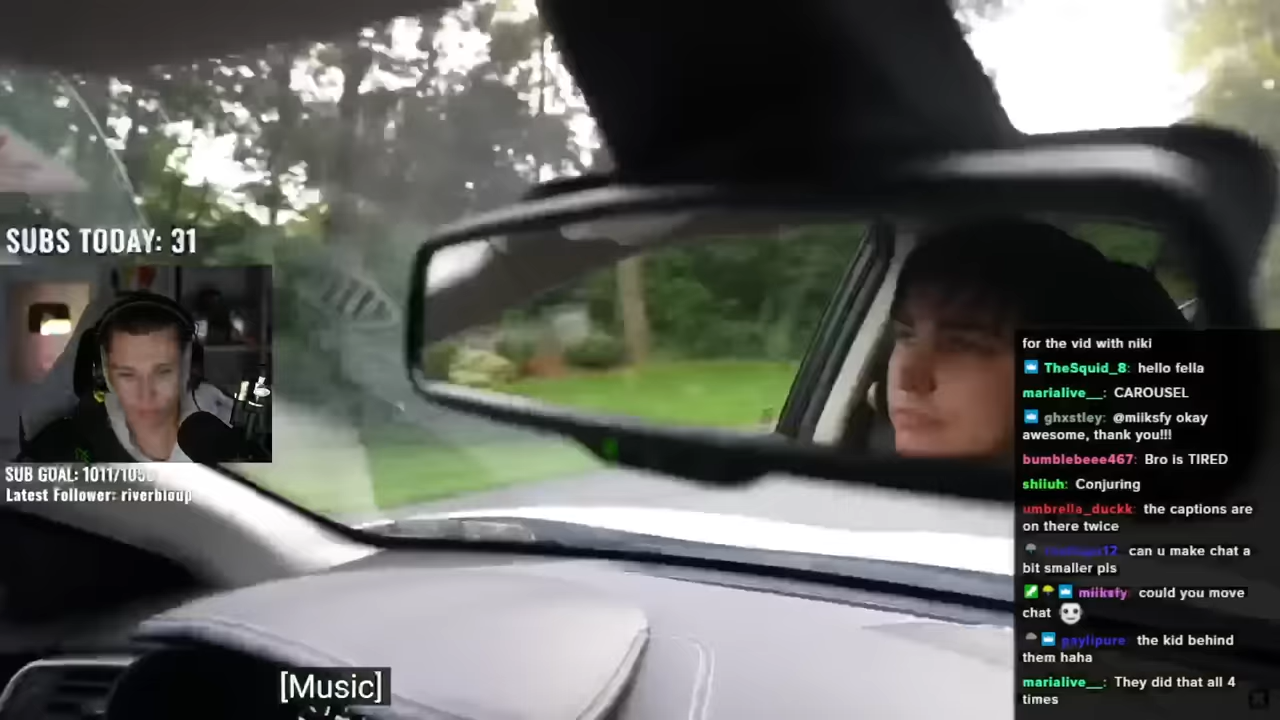 SUBS TODAY: 31
SUB GOAL: 1011/105
Latest Follower: riverbloup
[Music]
for the vid with niki
TheSquid_8: hello fella
marialive__: CAROUSEL
ghxstley: @miiksfy okay
awesome, thank you!!!
bumblebeee467: Bro is TIRED
shiiuh: Conjuring
umbrella_duckk: the captions are
on there twice
can u make chat a
bit smaller pls
miiksfy: could you move
chat
gaylipure: the kid behind
them haha
marialive__: They did that all 4
times